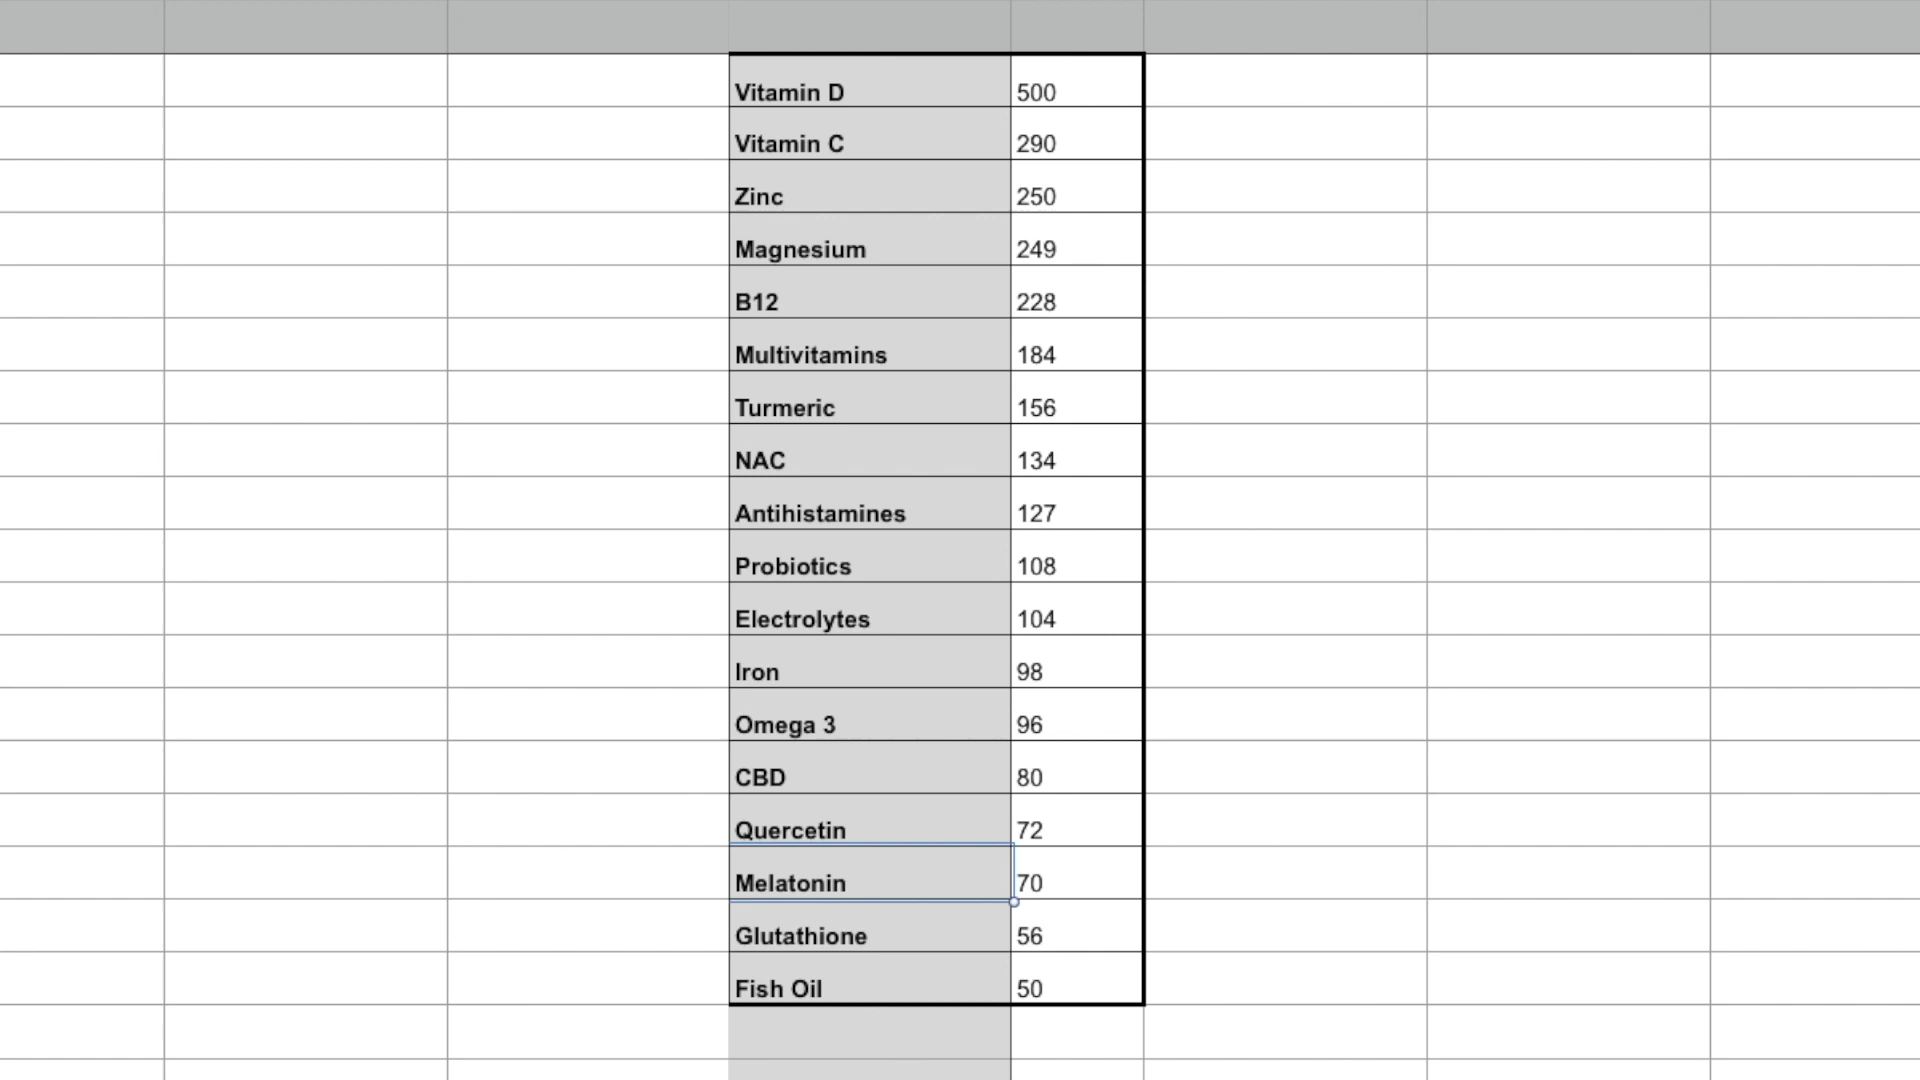 Vitamin D 500
Vitamin C 290
Zinc 250
Magnesium 249
B12 228
Multivitamins 184
Turmeric 156
NAC 134
Antihistamines 127
Probiotics 108
Electrolytes 104
Iron 98
Omega 3 96
CBD 80
Quercetin 72
Melatonin 70
Glutathione 56
Fish Oil 50